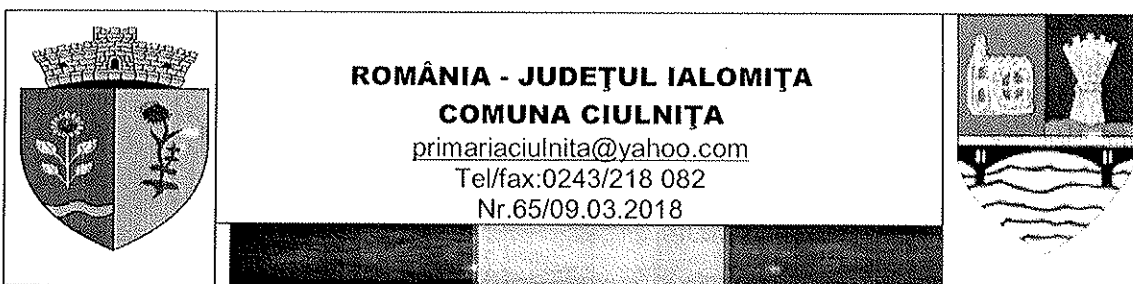 ROMÂNIA - JUDEŢUL IALOMIŢA
COMUNA CIULNIŢA
primariaciulnita@yahoo.com
Tel/fax:0243/218 082
Nr.65/09.03.2018